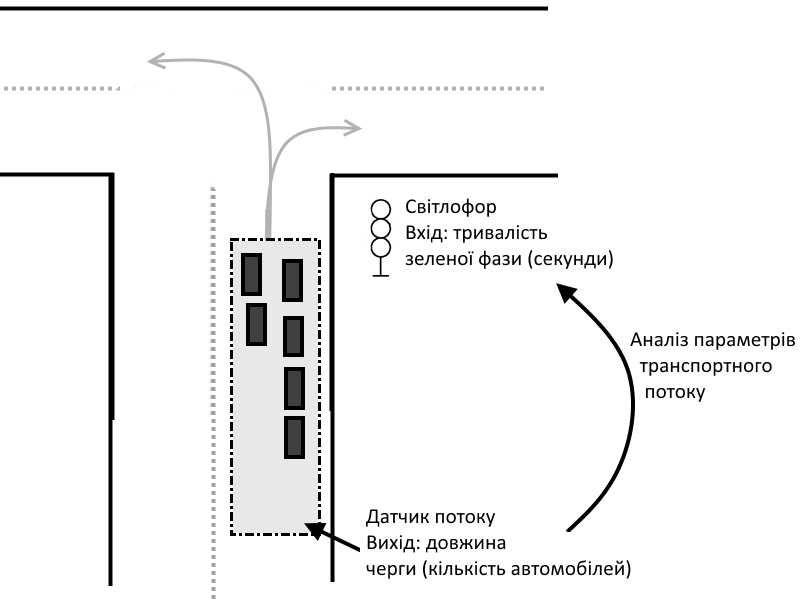 Світлофор
Вхід: тривалість
зеленої фази (секунди)
Аналіз параметрів
транспортного
потоку
Датчик потоку
Вихід: довжина
черги (кількість автомобілей)